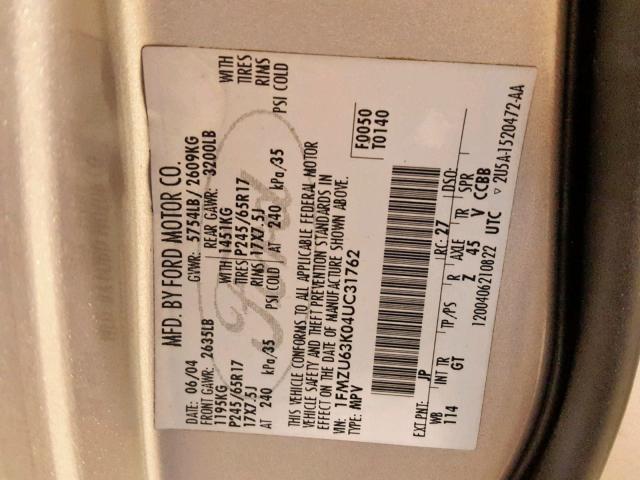 MFD. BY FORD MOTOR CO.
DATE: 06/04 GVWR: 5754LB/ 2609KG
FRONT GAWR: 2635LB REAR GAWR: 3200LB
1195KG 1451KG WITH
P245/65R17 TIRES P245/65R17 TIRES
17X7.5J RIMS 17X7.5J RIMS
AT 240 kPa/35 PSI COLD AT 240 kPa/35 PSI COLD
THIS VEHICLE CONFORMS TO ALL APPLICABLE FEDERAL MOTOR
VEHICLE SAFETY AND THEFT PREVENTION STANDARDS IN
EFFECT ON THE DATE OF MANUFACTURE SHOWN ABOVE.
VIN: 1FMZU63K04UC31762 F0050
TYPE: MPV T0140
Ford
EXT PNT: JP RC: 27 DSO:
WB INT TR TP/PS R AXLE TR SPR
114 GT Z 45 V CCBB
1200406210822 UTC ▽ 2U5A-1520472-AA